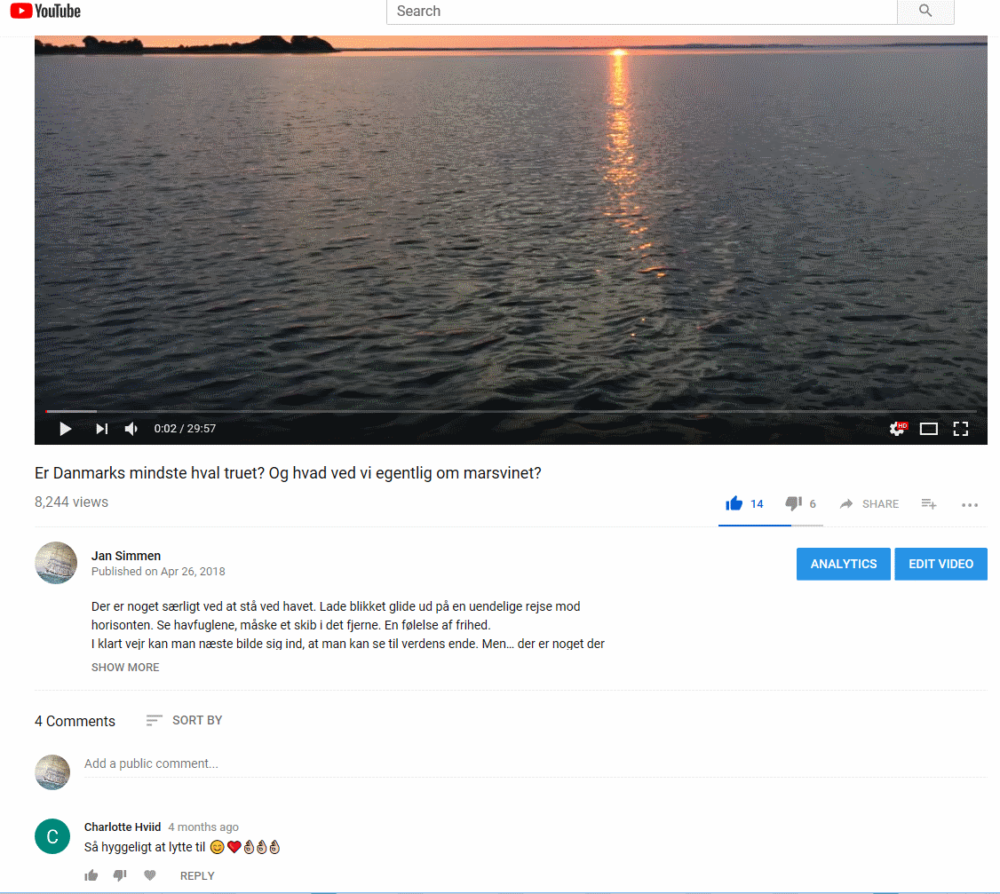 YouTube
Search
0:02 / 29:57
HD
Er Danmarks mindste hval truet? Og hvad ved vi egentlig om marsvinet?
8,244 views
14
6
SHARE
Jan Simmen
Published on Apr 26, 2018
ANALYTICS
EDIT VIDEO
Der er noget særligt ved at stå ved havet. Lade blikket glide ud på en uendelige rejse mod
horisonten. Se havfuglene, måske et skib i det fjerne. En følelse af frihed.
I klart vejr kan man næste bilde sig ind, at man kan se til verdens ende. Men… der er noget der
SHOW MORE
4 Comments
SORT BY
Add a public comment...
C
Charlotte Hviid 4 months ago
Så hyggeligt at lytte til 😊❤️👌👌👌
REPLY